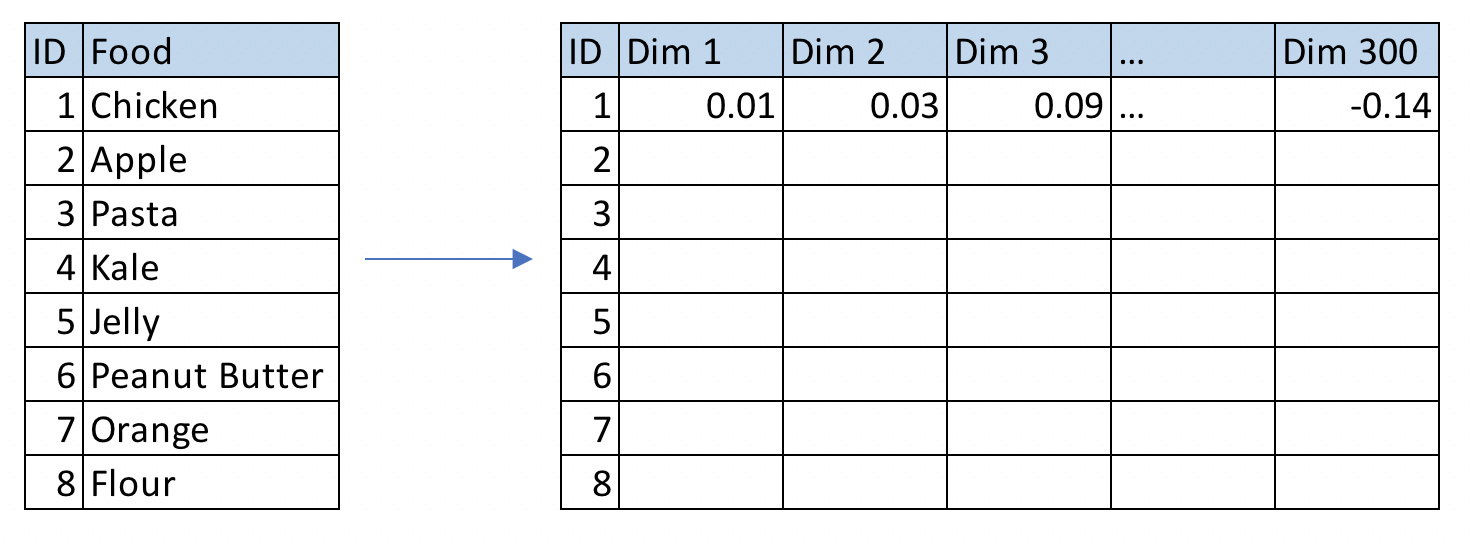 ID Food ID Dim 1 Dim 2 Dim 3 ... Dim 300
1 Chicken 1 0.01 0.03 0.09 ... -0.14
2 Apple 2
3 Pasta 3
4 Kale 4
5 Jelly 5
6 Peanut Butter 6
7 Orange 7
8 Flour 8